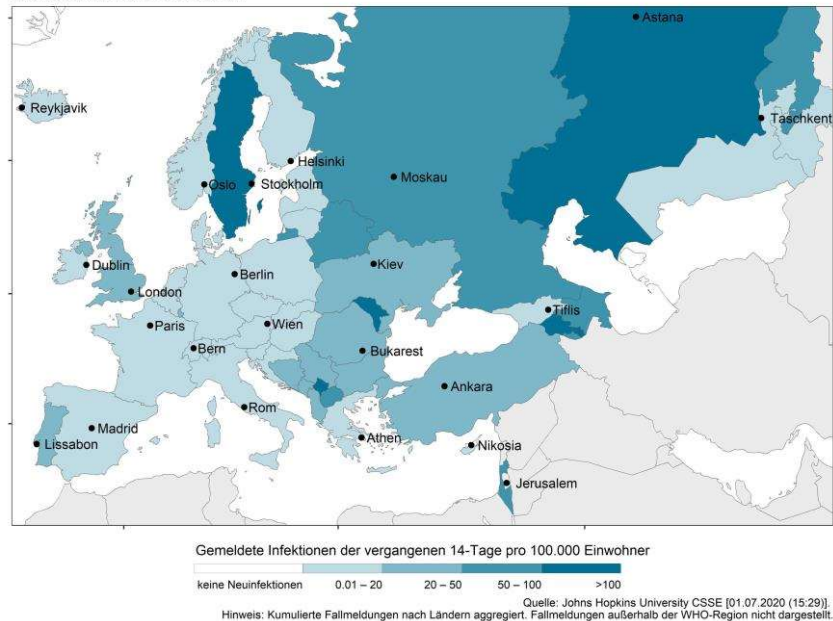 Astana
Reykjavik
Taschkent
Helsinki
Oslo
Stockholm
Moskau
Dublin
Kiev
Berlin
London
Paris
Wien
Tiflis
Bern
Bukarest
Ankara
Rom
Madrid
Athen
Lissabon
Nikosia
Jerusalem
Gemeldete Infektionen der vergangenen 14-Tage pro 100.000 Einwohner
keine Neuinfektionen 0.01 – 20 20 – 50 50 – 100 >100
Quelle: Johns Hopkins University CSSE [01.07.2020 (15:29)].
Hinweis: Kumulierte Fallmeldungen nach Ländern aggregiert. Fallmeldungen außerhalb der WHO-Region nicht dargestellt.